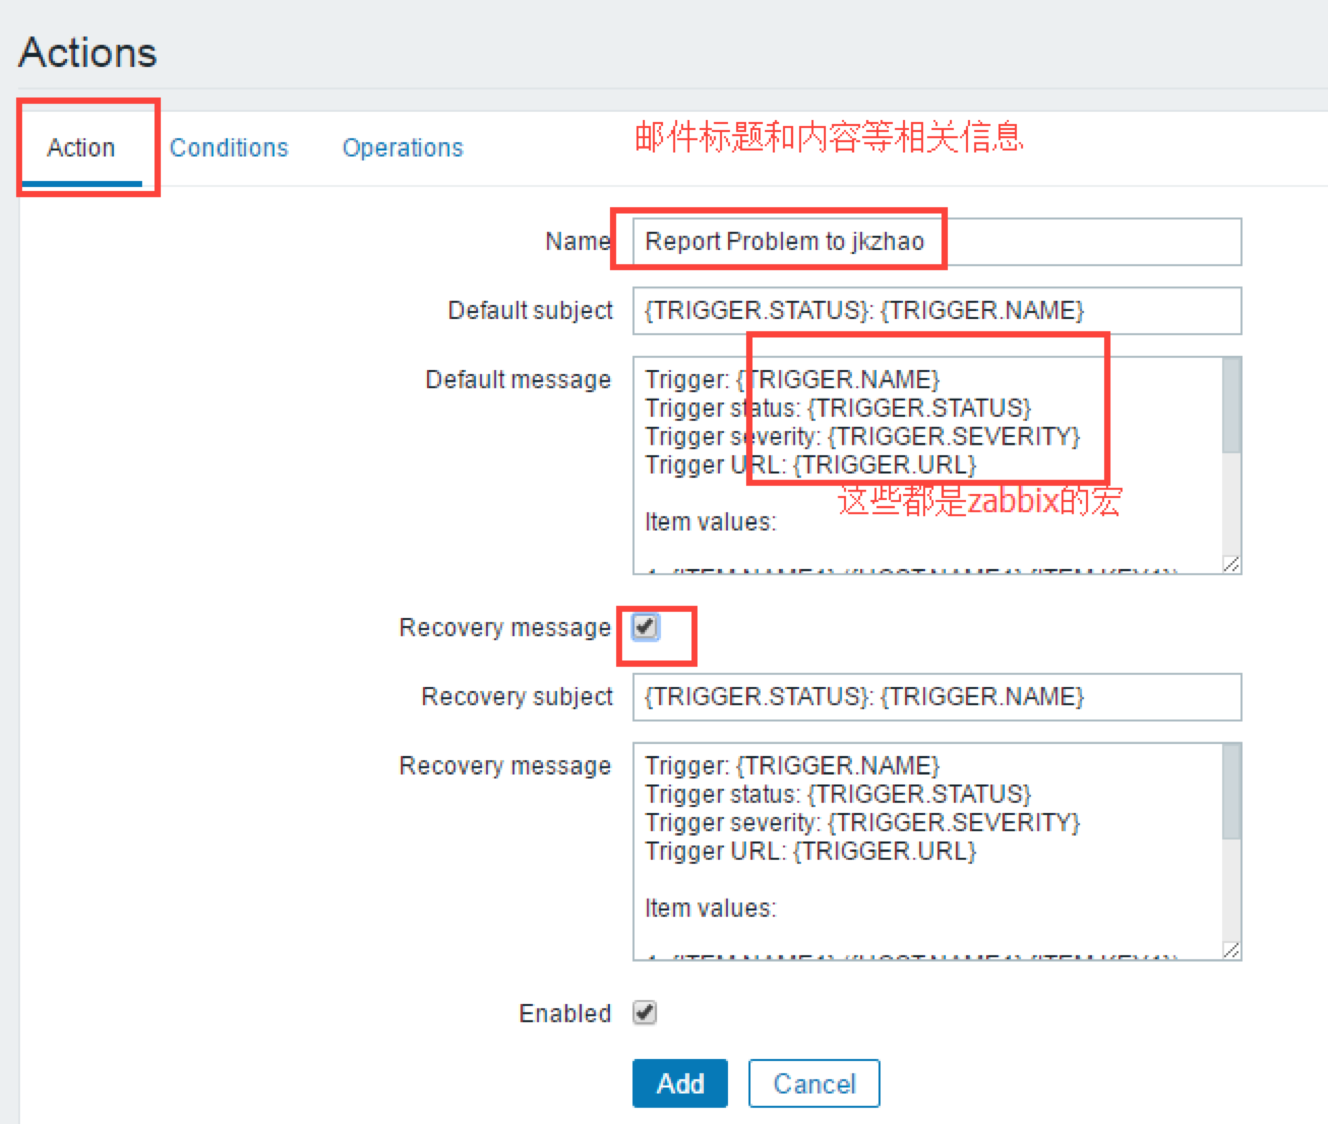 Actions
Action Conditions Operations 邮件标题和内容等相关信息
Name Report Problem to jkzhao
Default subject {TRIGGER.STATUS}: {TRIGGER.NAME}
Default message Trigger: {TRIGGER.NAME}
Trigger status: {TRIGGER.STATUS}
Trigger severity: {TRIGGER.SEVERITY}
Trigger URL: {TRIGGER.URL}
这些都是zabbix的宏
Item values:
Recovery message
Recovery subject {TRIGGER.STATUS}: {TRIGGER.NAME}
Recovery message Trigger: {TRIGGER.NAME}
Trigger status: {TRIGGER.STATUS}
Trigger severity: {TRIGGER.SEVERITY}
Trigger URL: {TRIGGER.URL}
Item values:
Enabled
Add Cancel